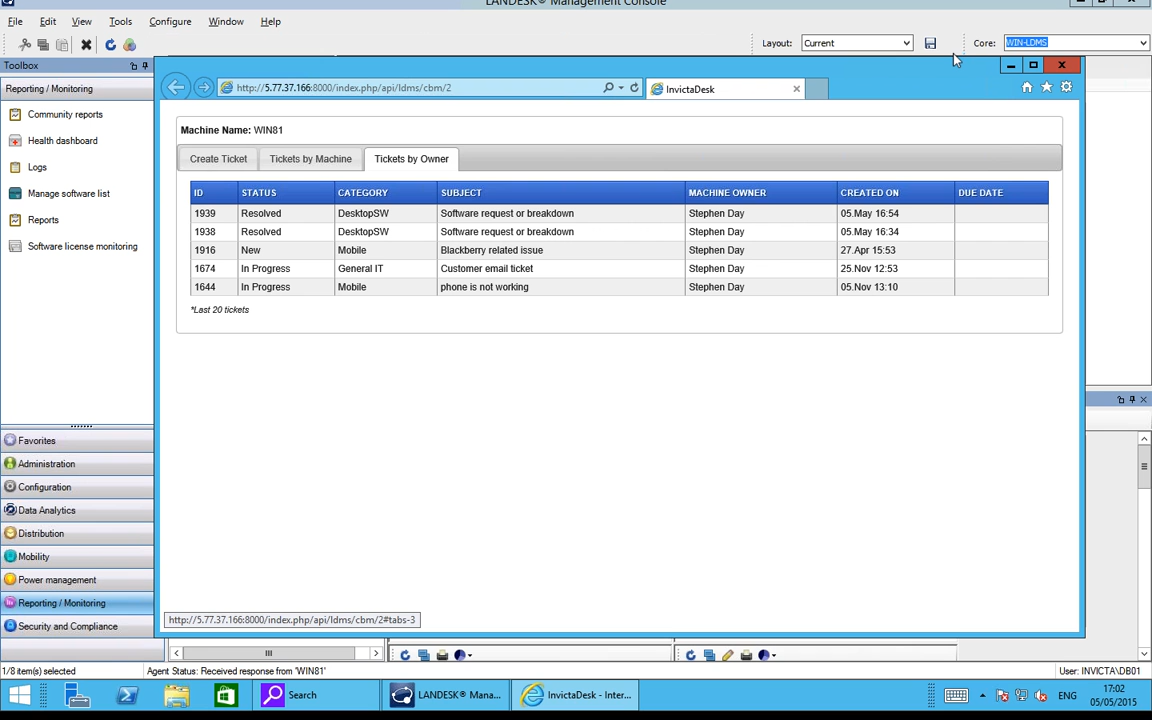 LANDESK® Management Console
File Edit View Tools Configure Window Help
Layout: Current Core: WIN-LDMS
Toolbox
Reporting / Monitoring
Community reports
Health dashboard
Logs
Manage software list
Reports
Software license monitoring
Favorites
Administration
Configuration
Data Analytics
Distribution
Mobility
Power management
Reporting / Monitoring
Security and Compliance
http://5.77.37.166:8000/index.php/api/ldms/cbm/2 InvictaDesk
Machine Name: WIN81
Create Ticket Tickets by Machine Tickets by Owner
ID STATUS CATEGORY SUBJECT MACHINE OWNER CREATED ON DUE DATE
1939 Resolved DesktopSW Software request or breakdown Stephen Day 05.May 16:54
1938 Resolved DesktopSW Software request or breakdown Stephen Day 05.May 16:34
1916 New Mobile Blackberry related issue Stephen Day 27.Apr 15:53
1674 In Progress General IT Customer email ticket Stephen Day 25.Nov 12:53
1644 In Progress Mobile phone is not working Stephen Day 05.Nov 13:10
*Last 20 tickets
http://5.77.37.166:8000/index.php/api/ldms/cbm/2#tabs-3
1/8 item(s) selected Agent Status: Received response from 'WIN81' User: INVICTA\DB01
Search LANDESK® Mana... InvictaDesk - Inter... ENG 17:02
05/05/2015